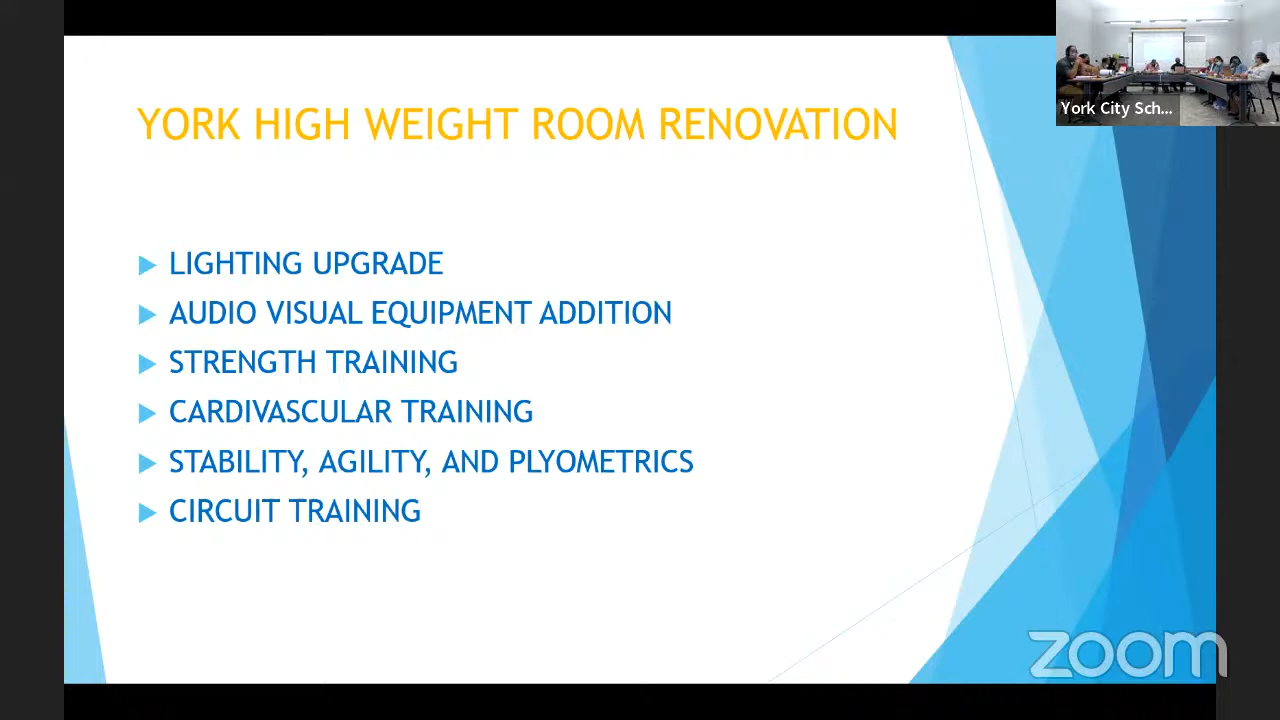 YORK HIGH WEIGHT ROOM RENOVATION
LIGHTING UPGRADE
AUDIO VISUAL EQUIPMENT ADDITION
STRENGTH TRAINING
CARDIVASCULAR TRAINING
STABILITY, AGILITY, AND PLYOMETRICS
CIRCUIT TRAINING
York City Sch...
zoom